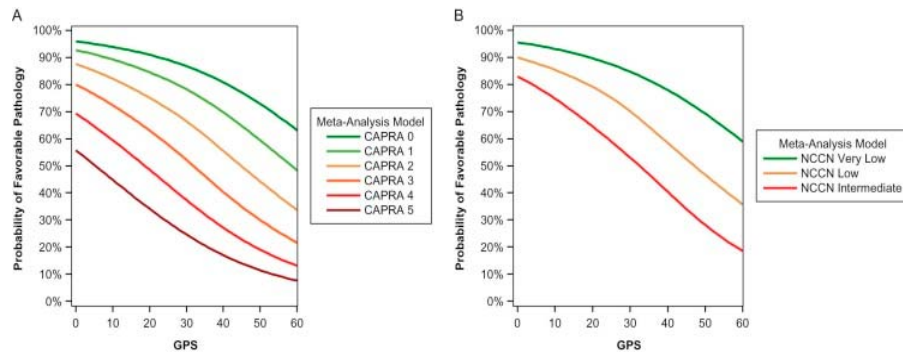 A
Probability of Favorable Pathology
100%
90%
80%
70%
60%
50%
40%
30%
20%
10%
0%
0 10 20 30 40 50 60
GPS
Meta-Analysis Model
CAPRA 0
CAPRA 1
CAPRA 2
CAPRA 3
CAPRA 4
CAPRA 5
B
Probability of Favorable Pathology
100%
90%
80%
70%
60%
50%
40%
30%
20%
10%
0%
0 10 20 30 40 50 60
GPS
Meta-Analysis Model
NCCN Very Low
NCCN Low
NCCN Intermediate